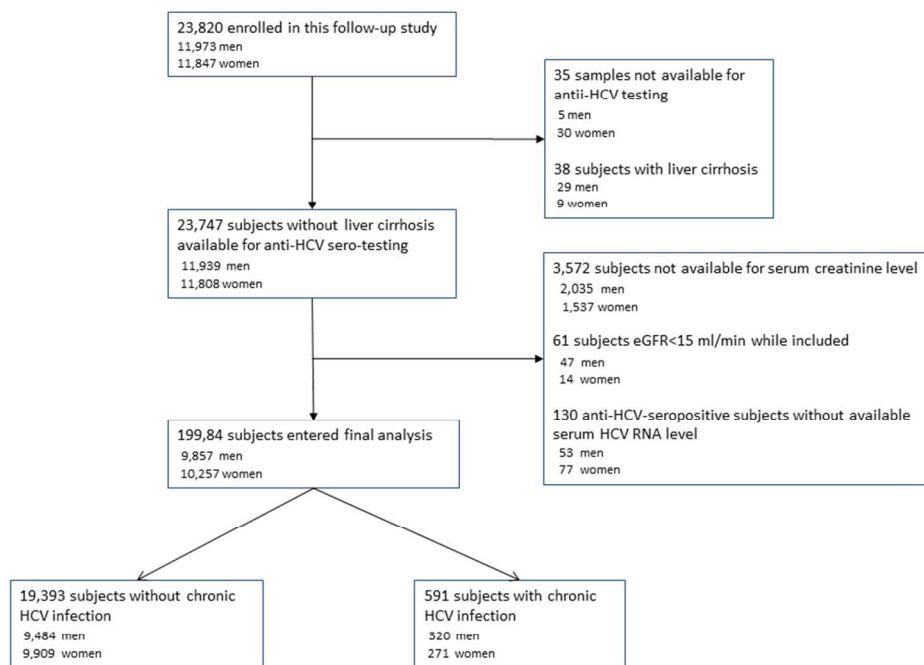 23,820 enrolled in this follow-up study
11,973 men
11,847 women
35 samples not available for
antii-HCV testing
5 men
30 women
38 subjects with liver cirrhosis
29 men
9 women
23,747 subjects without liver cirrhosis
available for anti-HCV sero-testing
11,939 men
11,808 women
3,572 subjects not available for serum creatinine level
2,035 men
1,537 women
61 subjects eGFR<15 ml/min while included
47 men
14 women
130 anti-HCV-seropositive subjects without available
serum HCV RNA level
53 men
77 women
199,84 subjects entered final analysis
9,857 men
10,257 women
19,393 subjects without chronic
HCV infection
9,484 men
9,909 women
591 subjects with chronic
HCV infection
320 men
271 women